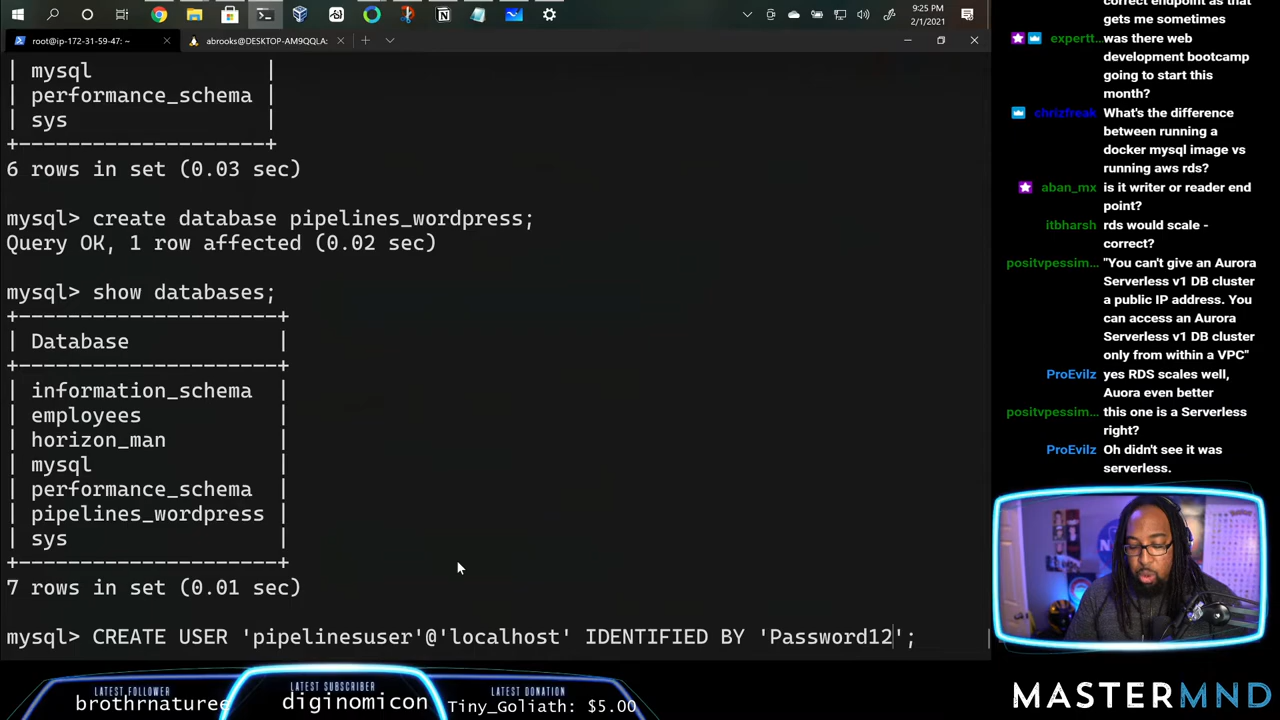 9:25 PM
2/1/2021
root@ip-172-31-59-47: ~
abrooks@DESKTOP-AM9QQLA:
| mysql |
| performance_schema |
| sys |
+--------------------+
6 rows in set (0.03 sec)
mysql> create database pipelines_wordpress;
Query OK, 1 row affected (0.02 sec)
mysql> show databases;
+---------------------+
| Database |
+---------------------+
| information_schema |
| employees |
| horizon_man |
| mysql |
| performance_schema |
| pipelines_wordpress |
| sys |
+---------------------+
7 rows in set (0.01 sec)
mysql> CREATE USER 'pipelinesuser'@'localhost' IDENTIFIED BY 'Password12';
correct endpoint as that
gets me sometimes
expertt... was there web
development bootcamp
going to start this
month?
chrizfreak What's the difference
between running a
docker mysql image vs
running aws rds?
aban_mx is it writer or reader end
point?
itbharsh rds would scale -
correct?
positvpessim... "You can't give an Aurora
Serverless v1 DB cluster
a public IP address. You
can access an Aurora
Serverless v1 DB cluster
only from within a VPC"
ProEvilz yes RDS scales well,
Auora even better
positvpessim... this one is a Serverless
right?
ProEvilz Oh didn't see it was
serverless.
LATEST FOLLOWER
brothrnaturee
LATEST SUBSCRIBER
diginomicon
LATEST DONATION
Tiny_Goliath: $5.00
MASTERMND